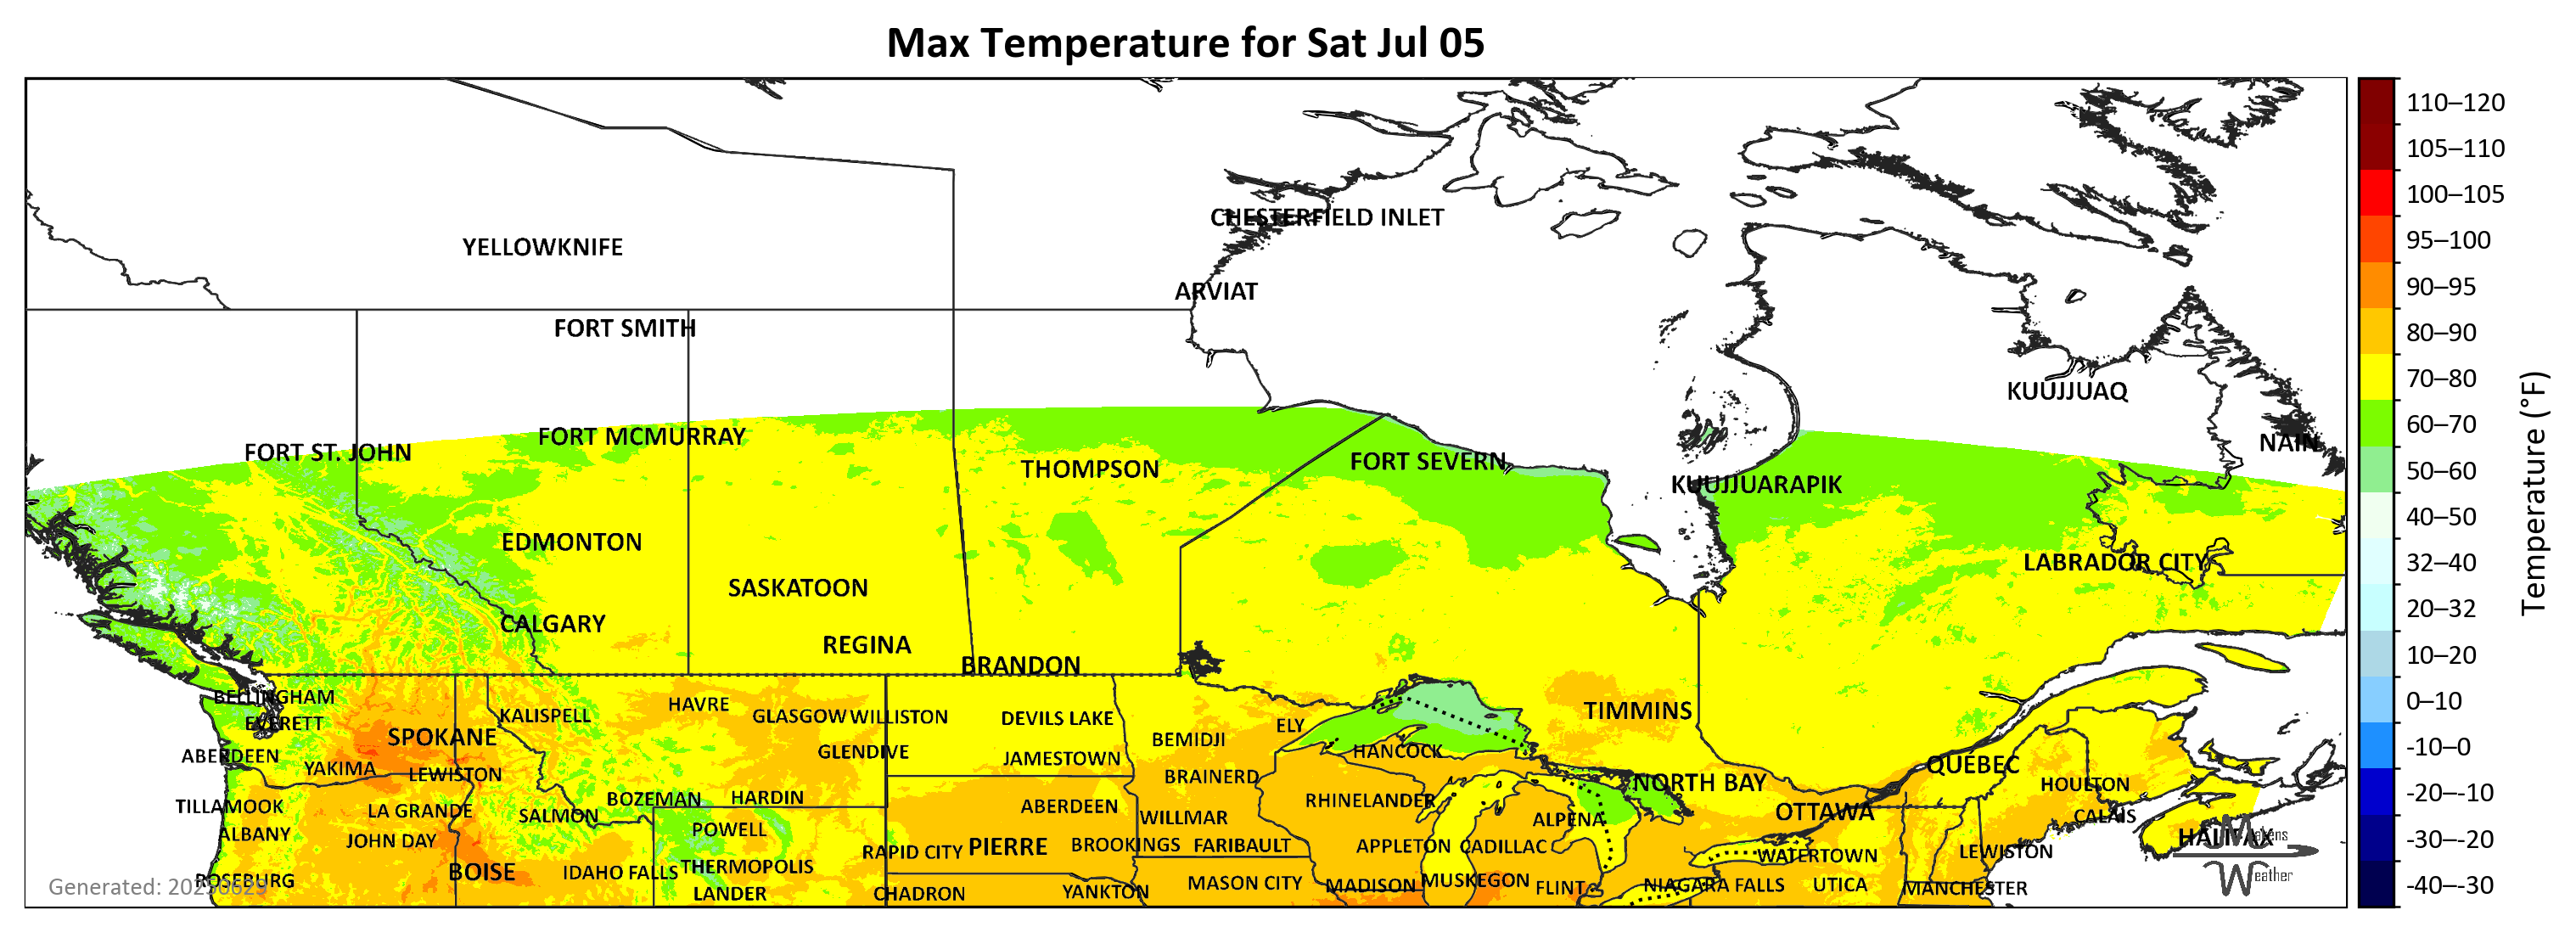 Max Temperature for Sat Jul 05
CHESTERFIELD INLET
YELLOWKNIFE
ARVIAT
FORT SMITH
KUUJJUAQ
FORT MCMURRAY
NAIN
FORT ST. JOHN
FORT SEVERN
THOMPSON
KUUJJUARAPIK
EDMONTON
LABRADOR CITY
SASKATOON
CALGARY
REGINA
BRANDON
BELLINGHAM
HAVRE
KALISPELL
GLASGOW WILLISTON
DEVILS LAKE
TIMMINS
EVERETT
ELY
SPOKANE
BEMIDJI
ABERDEEN
GLENDIVE
JAMESTOWN
HANCOCK
QUÉBEC
YAKIMA
LEWISTON
BRAINERD
NORTH BAY
HOULTON
BOZEMAN
HARDIN
RHINELANDER
TILLAMOOK
LA GRANDE
SALMON
ABERDEEN
WILLMAR
ALPENA
OTTAWA
CALAIS
ALBANY
JOHN DAY
POWELL
RAPID CITY
PIERRE
BROOKINGS
FARIBAULT
APPLETON
CADILLAC
WATERTOWN
LEWISTON
HALIFAX
Matens
Weather
BOISE
IDAHO FALLS
THERMOPOLIS
ROSEBURG
Generated: 20250629
LANDER
CHADRON
YANKTON
MASON CITY
MADISON
MUSKEGON
FLINT
NIAGARA FALLS
UTICA
MANCHESTER
110–120
105–110
100–105
95–100
90–95
80–90
70–80
60–70
50–60
40–50
32–40
20–32
10–20
0–10
-10–0
-20–-10
-30–-20
-40–-30
Temperature (°F)